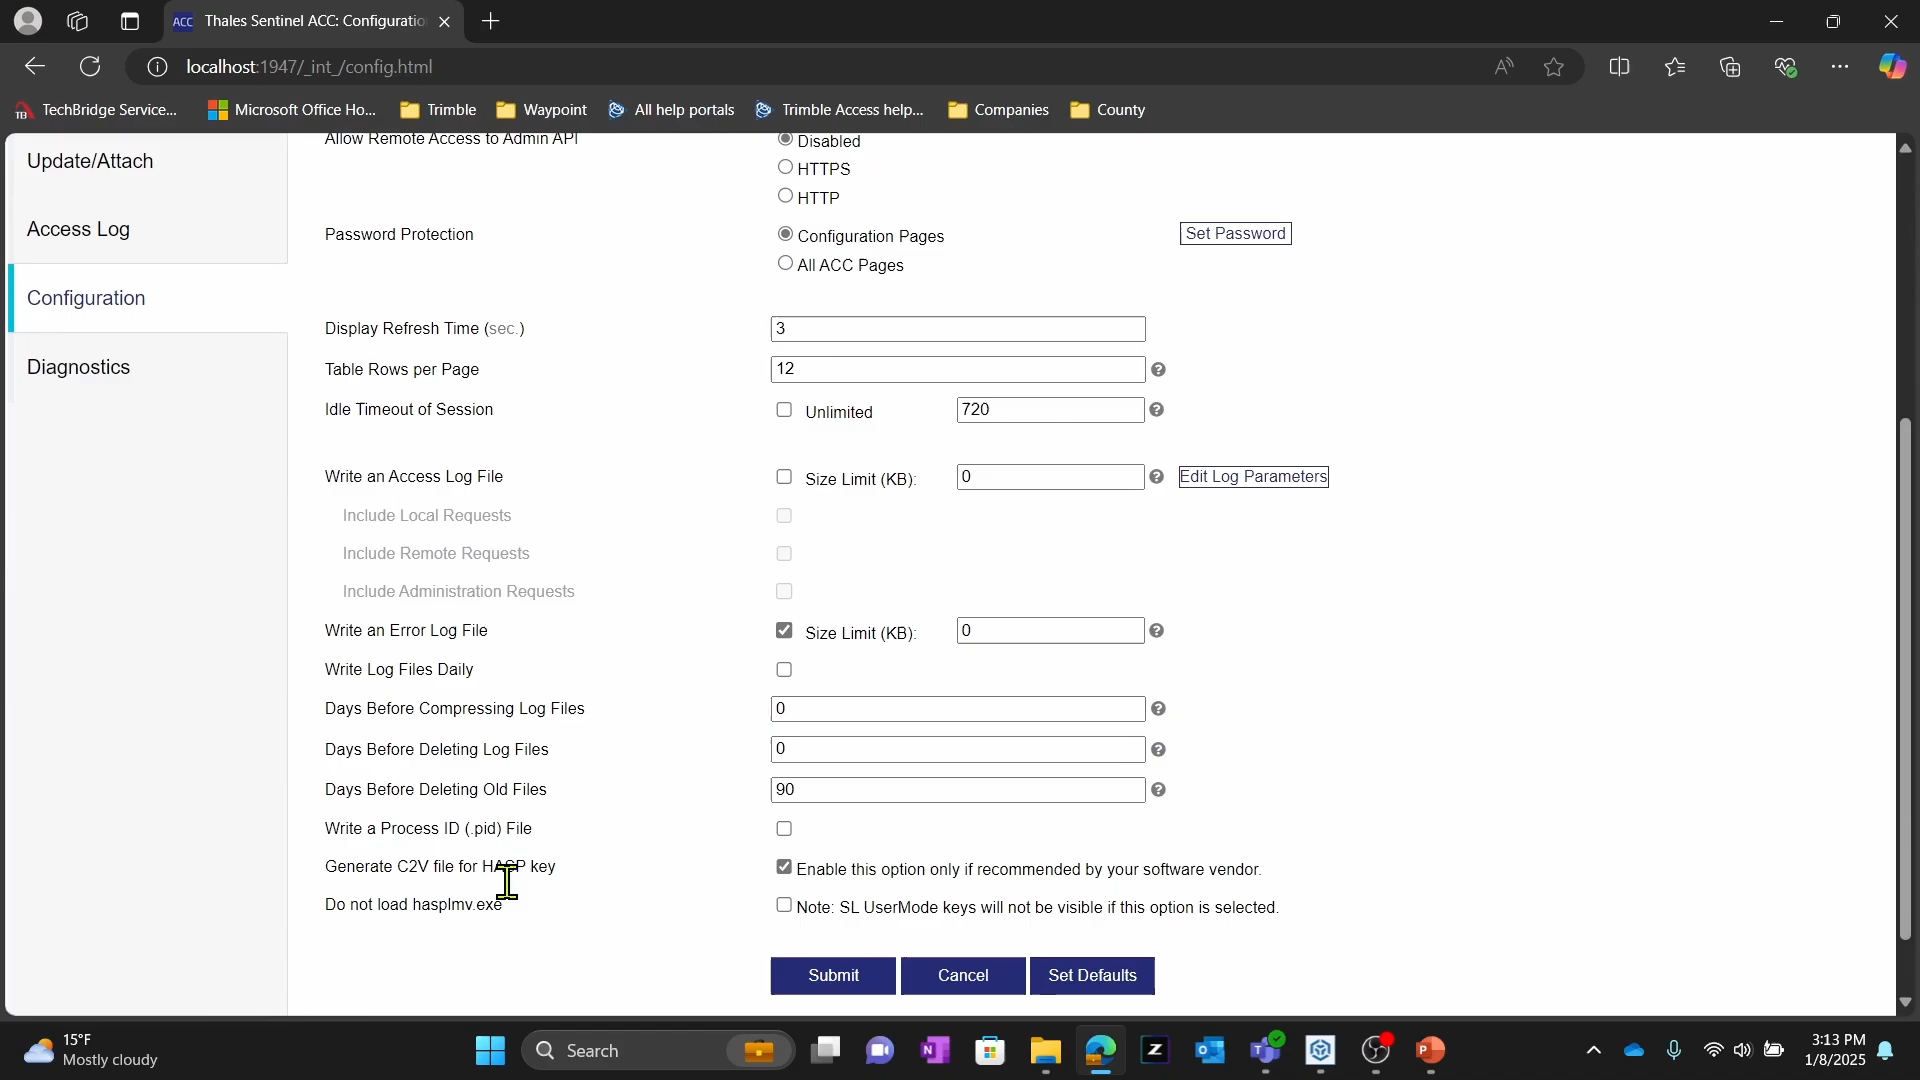 ACC Thales Sentinel ACC: Configuratio
localhost:1947/_int_/config.html
TechBridge Service... Microsoft Office Ho... Trimble Waypoint All help portals Trimble Access help... Companies County
Update/Attach
Access Log
Configuration
Diagnostics
Allow Remote Access to Admin API
Disabled
HTTPS
HTTP
Password Protection Configuration Pages Set Password
All ACC Pages
Display Refresh Time (sec.) 3
Table Rows per Page 12
Idle Timeout of Session Unlimited 720
Write an Access Log File Size Limit (KB): 0 Edit Log Parameters
Include Local Requests
Include Remote Requests
Include Administration Requests
Write an Error Log File Size Limit (KB): 0
Write Log Files Daily
Days Before Compressing Log Files 0
Days Before Deleting Log Files 0
Days Before Deleting Old Files 90
Write a Process ID (.pid) File
Generate C2V file for HASP key Enable this option only if recommended by your software vendor.
Do not load hasplmv.exe Note: SL UserMode keys will not be visible if this option is selected.
Submit Cancel Set Defaults
15°F
Mostly cloudy
Search
3:13 PM
1/8/2025